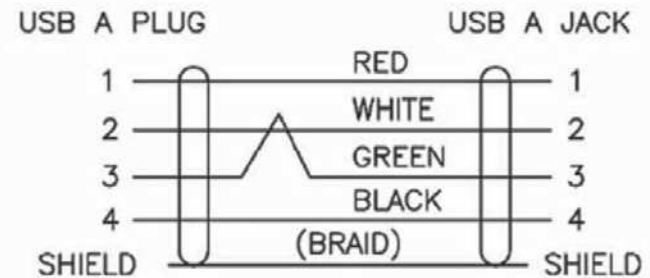 USB A PLUG USB A JACK
1 RED 1
2 WHITE 2
3 GREEN 3
4 BLACK 4
SHIELD (BRAID) SHIELD